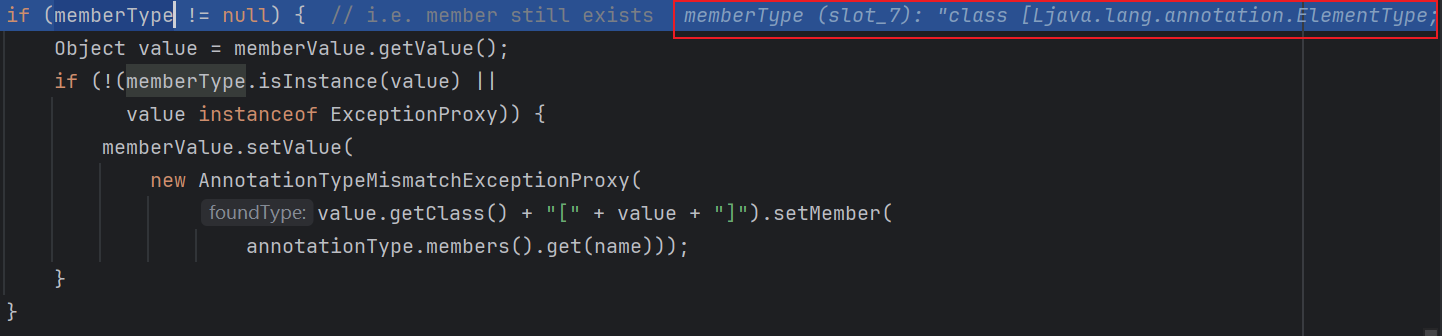 if (memberType != null) {  // i.e. member still exists   memberType (slot_7): "class [Ljava.lang.annotation.ElementType;
    Object value = memberValue.getValue();
    if (!(memberType.isInstance(value) ||
          value instanceof ExceptionProxy)) {
        memberValue.setValue(
            new AnnotationTypeMismatchExceptionProxy(
                foundType: value.getClass() + "[" + value + "]").setMember(
                    annotationType.members().get(name)));
    }
}